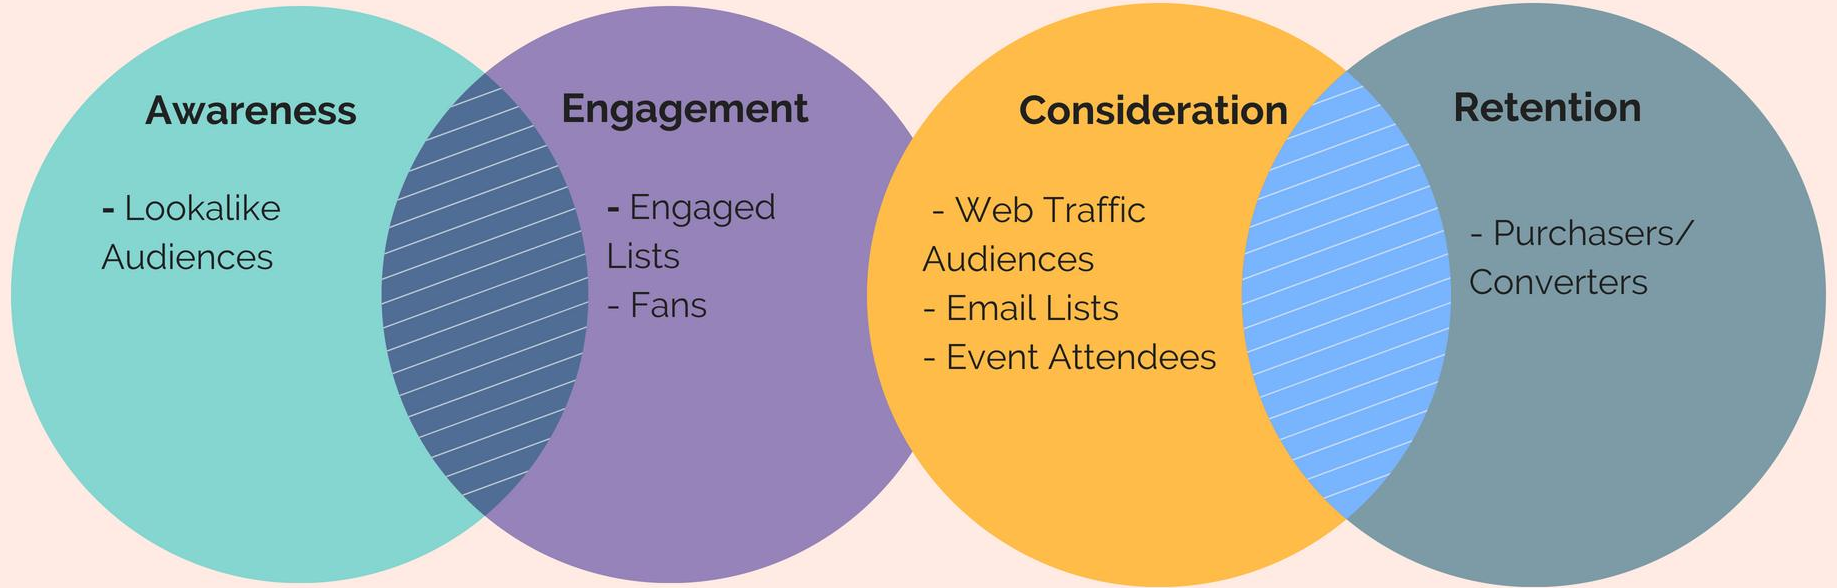 Awareness
- Lookalike
Audiences
Engagement
- Engaged
Lists
- Fans
Consideration
- Web Traffic
Audiences
- Email Lists
- Event Attendees
Retention
- Purchasers/
Converters